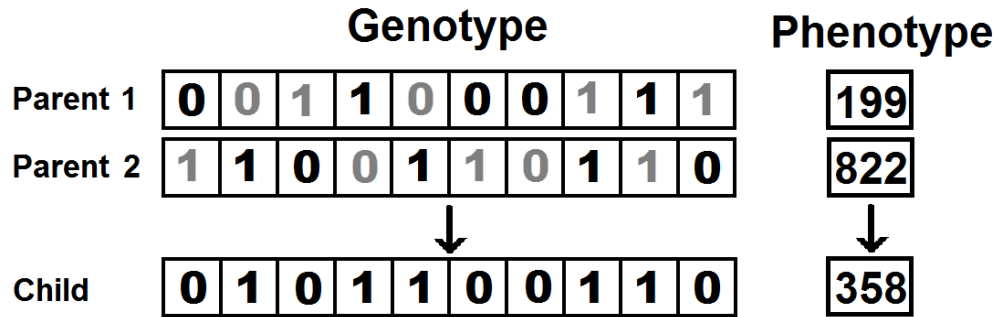 Genotype Phenotype
Parent 1 0 0 1 1 0 0 0 1 1 1 199
Parent 2 1 1 0 0 1 1 0 1 1 0 822
Child 0 1 0 1 1 0 0 1 1 0 358